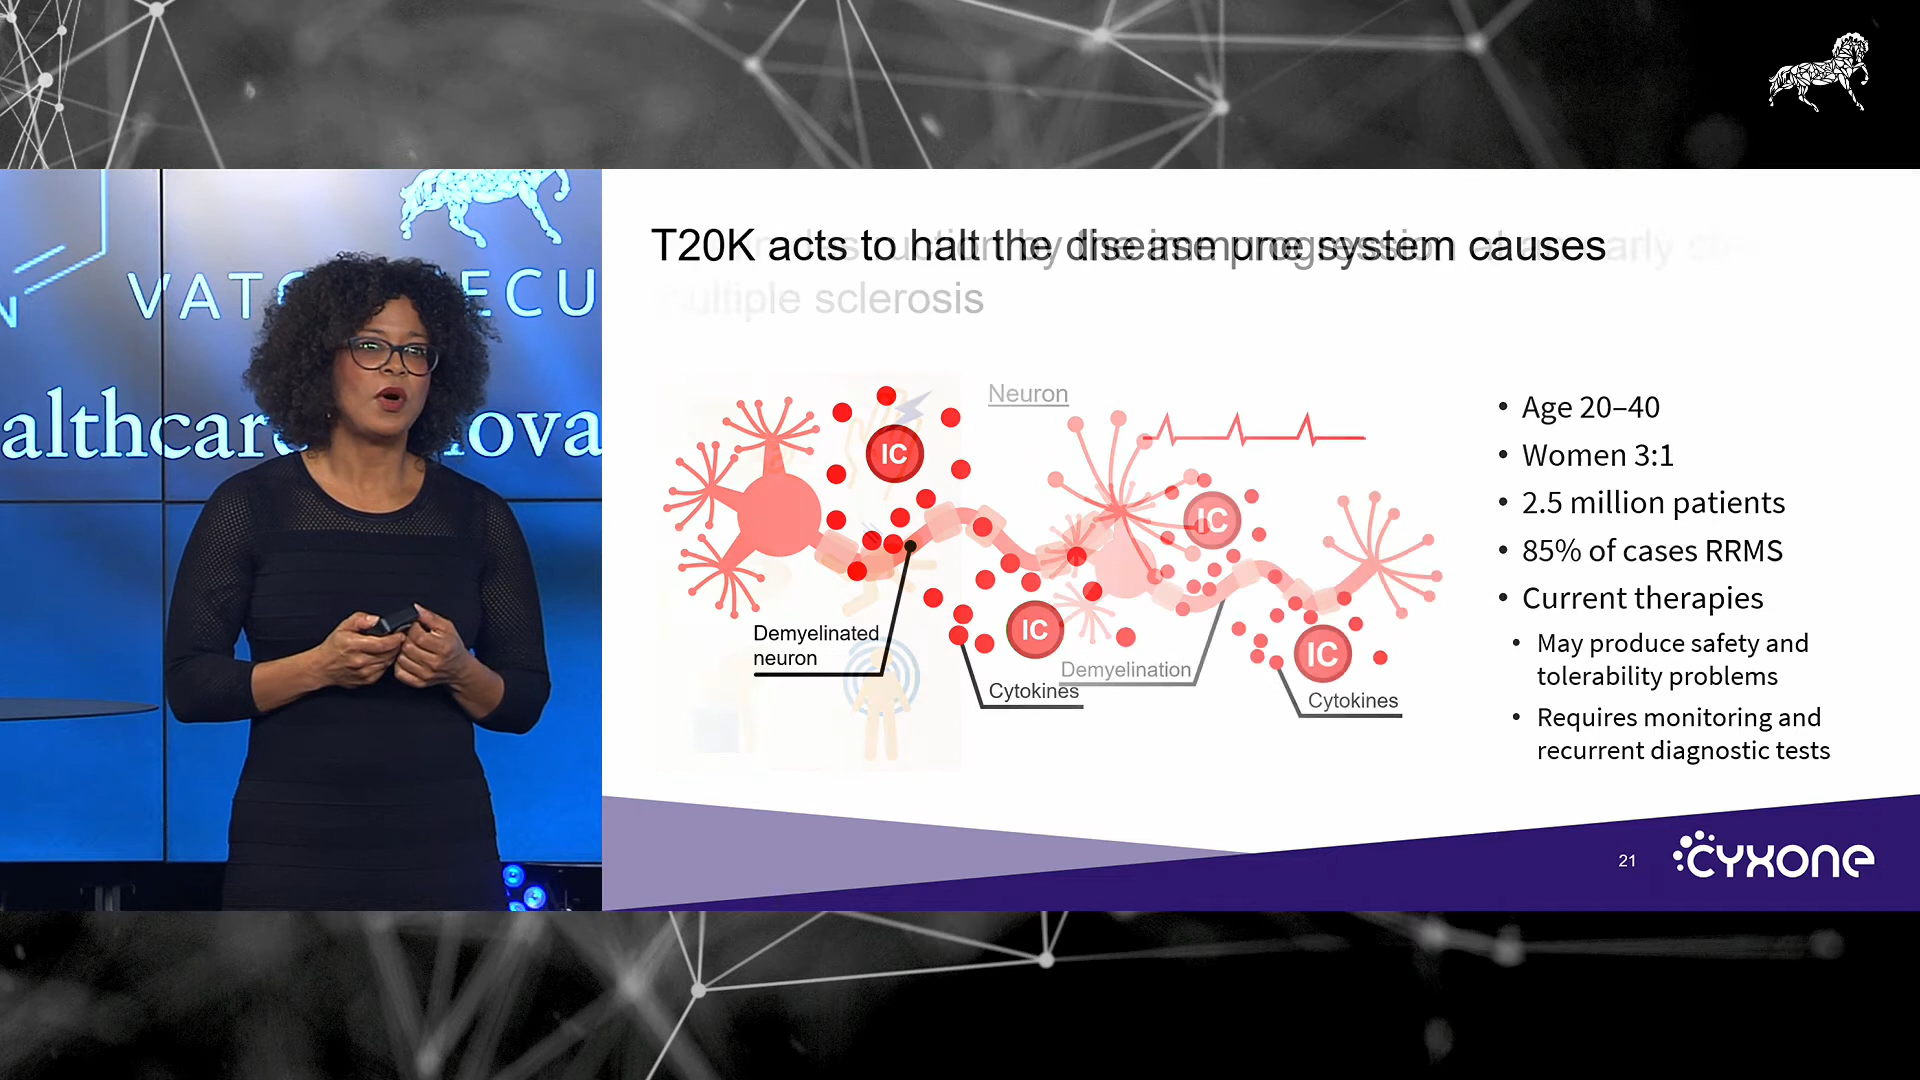 N
VAT
ECU
althcar
ova
T20K acts to halt the disease system causes
multiple sclerosis
Neuron
IC
IC
IC
IC
Demyelinated
neuron
Cytokines
Demyelination
Cytokines
• Age 20–40
• Women 3:1
• 2.5 million patients
• 85% of cases RRMS
• Current therapies
• May produce safety and
tolerability problems
• Requires monitoring and
recurrent diagnostic tests
21
CYXONE